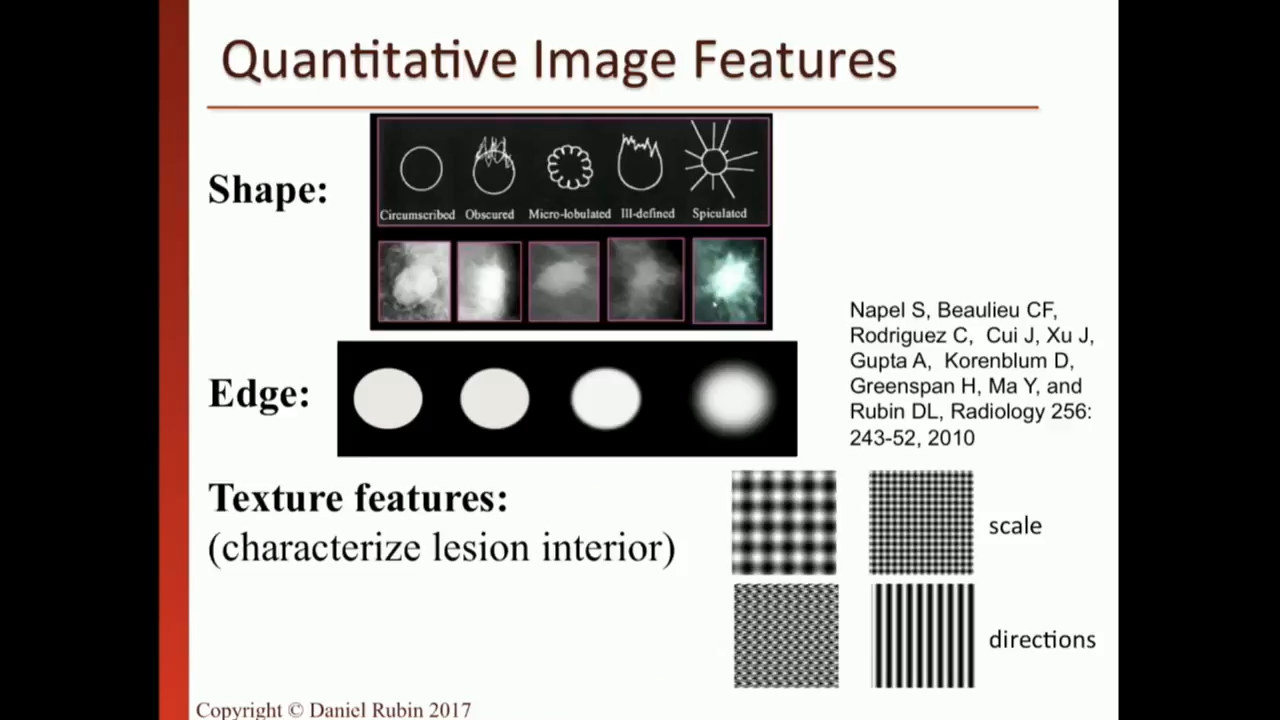 Quantitative Image Features
Shape:
Circumscribed Obscured Micro-lobulated Ill-defined Spiculated
Edge:
Napel S, Beaulieu CF,
Rodriguez C, Cui J, Xu J,
Gupta A, Korenblum D,
Greenspan H, Ma Y, and
Rubin DL, Radiology 256:
243-52, 2010
Texture features:
(characterize lesion interior)
scale
directions
Copyright © Daniel Rubin 2017